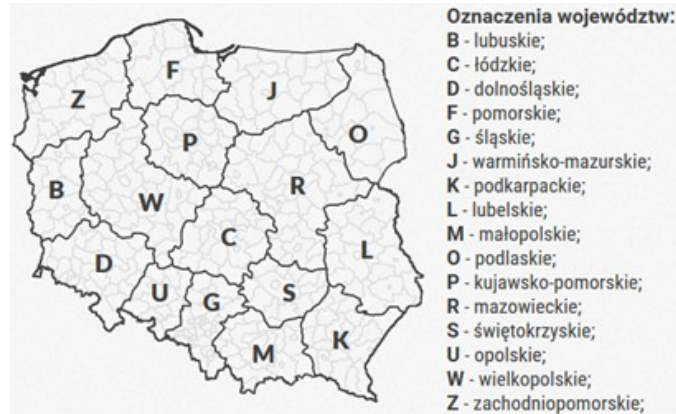 Oznaczenia województw:
B - lubuskie;
C - łódzkie;
D - dolnośląskie;
F - pomorskie;
G - śląskie;
J - warmińsko-mazurskie;
K - podkarpackie;
L - lubelskie;
M - małopolskie;
O - podlaskie;
P - kujawsko-pomorskie;
R - mazowieckie;
S - świętokrzyskie;
U - opolskie;
W - wielkopolskie;
Z - zachodniopomorskie;
F
Z
J
P
O
B
W
R
C
L
D
U
G
S
M
K